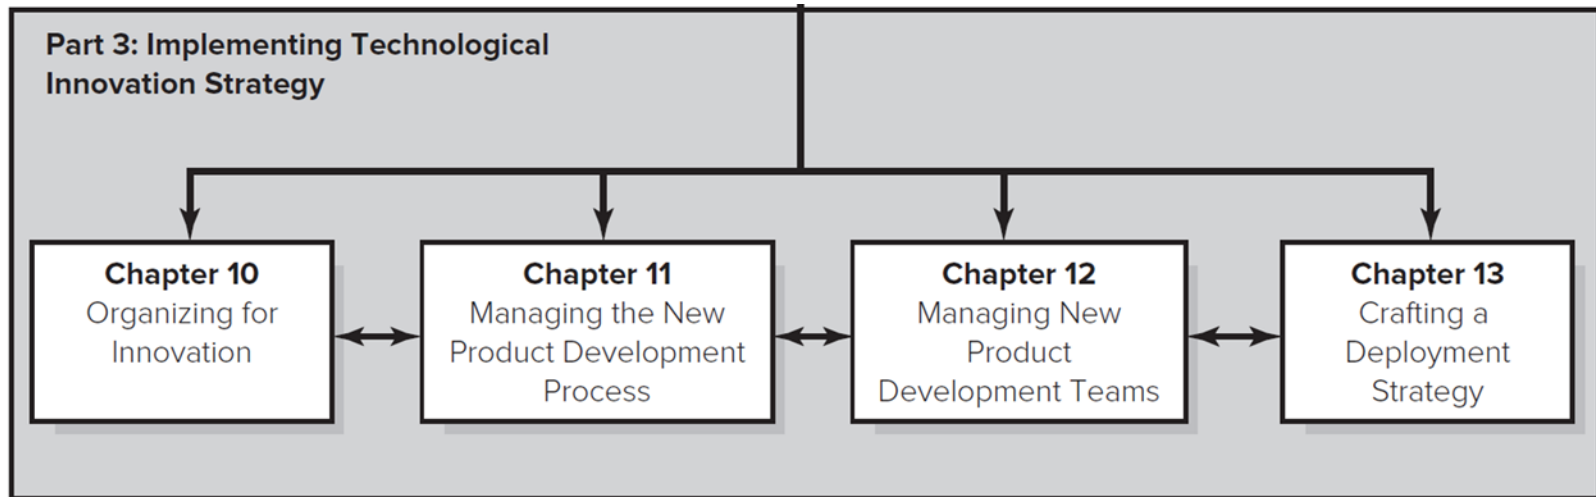 Part 3: Implementing Technological
Innovation Strategy
Chapter 10
Organizing for
Innovation
Chapter 11
Managing the New
Product Development
Process
Chapter 12
Managing New
Product
Development Teams
Chapter 13
Crafting a
Deployment
Strategy